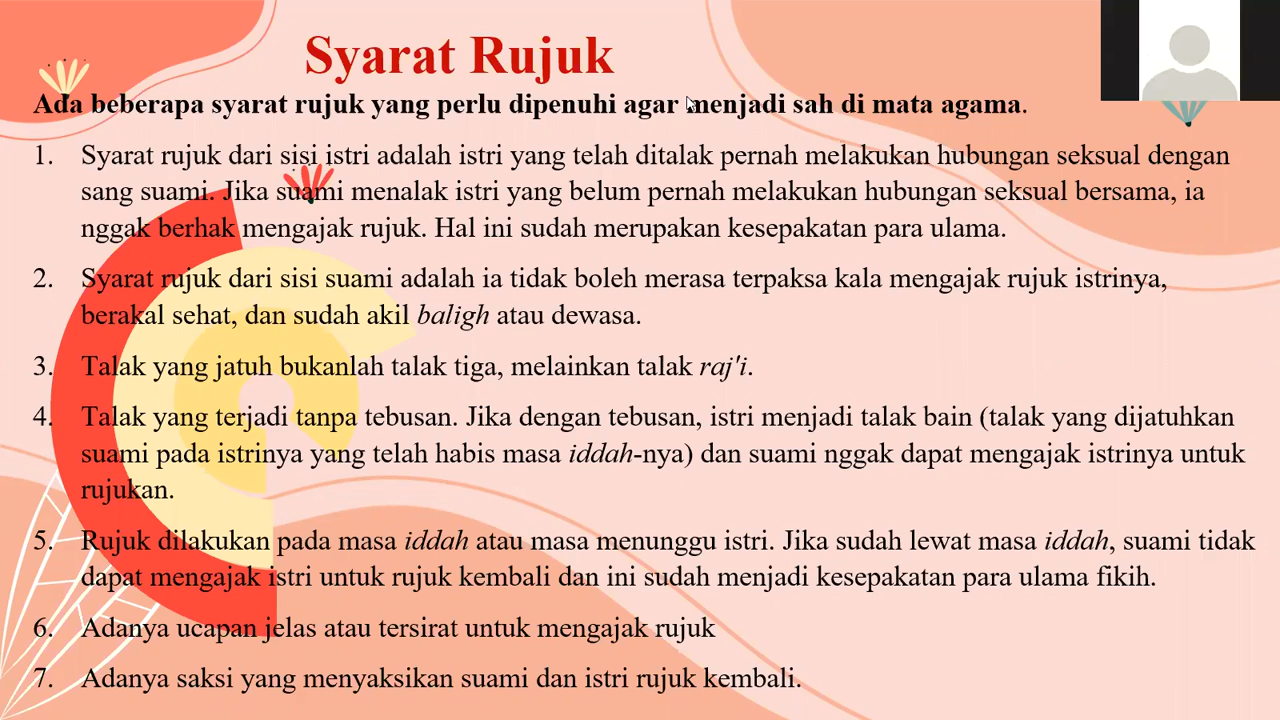 Syarat Rujuk
Ada beberapa syarat rujuk yang perlu dipenuhi agar menjadi sah di mata agama.
1. Syarat rujuk dari sisi istri adalah istri yang telah ditalak pernah melakukan hubungan seksual dengan
sang suami. Jika suami menalak istri yang belum pernah melakukan hubungan seksual bersama, ia
nggak berhak mengajak rujuk. Hal ini sudah merupakan kesepakatan para ulama.
2. Syarat rujuk dari sisi suami adalah ia tidak boleh merasa terpaksa kala mengajak rujuk istrinya,
berakal sehat, dan sudah akil baligh atau dewasa.
3. Talak yang jatuh bukanlah talak tiga, melainkan talak raj'i.
4. Talak yang terjadi tanpa tebusan. Jika dengan tebusan, istri menjadi talak bain (talak yang dijatuhkan
suami pada istrinya yang telah habis masa iddah-nya) dan suami nggak dapat mengajak istrinya untuk
rujukan.
5. Rujuk dilakukan pada masa iddah atau masa menunggu istri. Jika sudah lewat masa iddah, suami tidak
dapat mengajak istri untuk rujuk kembali dan ini sudah menjadi kesepakatan para ulama fikih.
6. Adanya ucapan jelas atau tersirat untuk mengajak rujuk
7. Adanya saksi yang menyaksikan suami dan istri rujuk kembali.